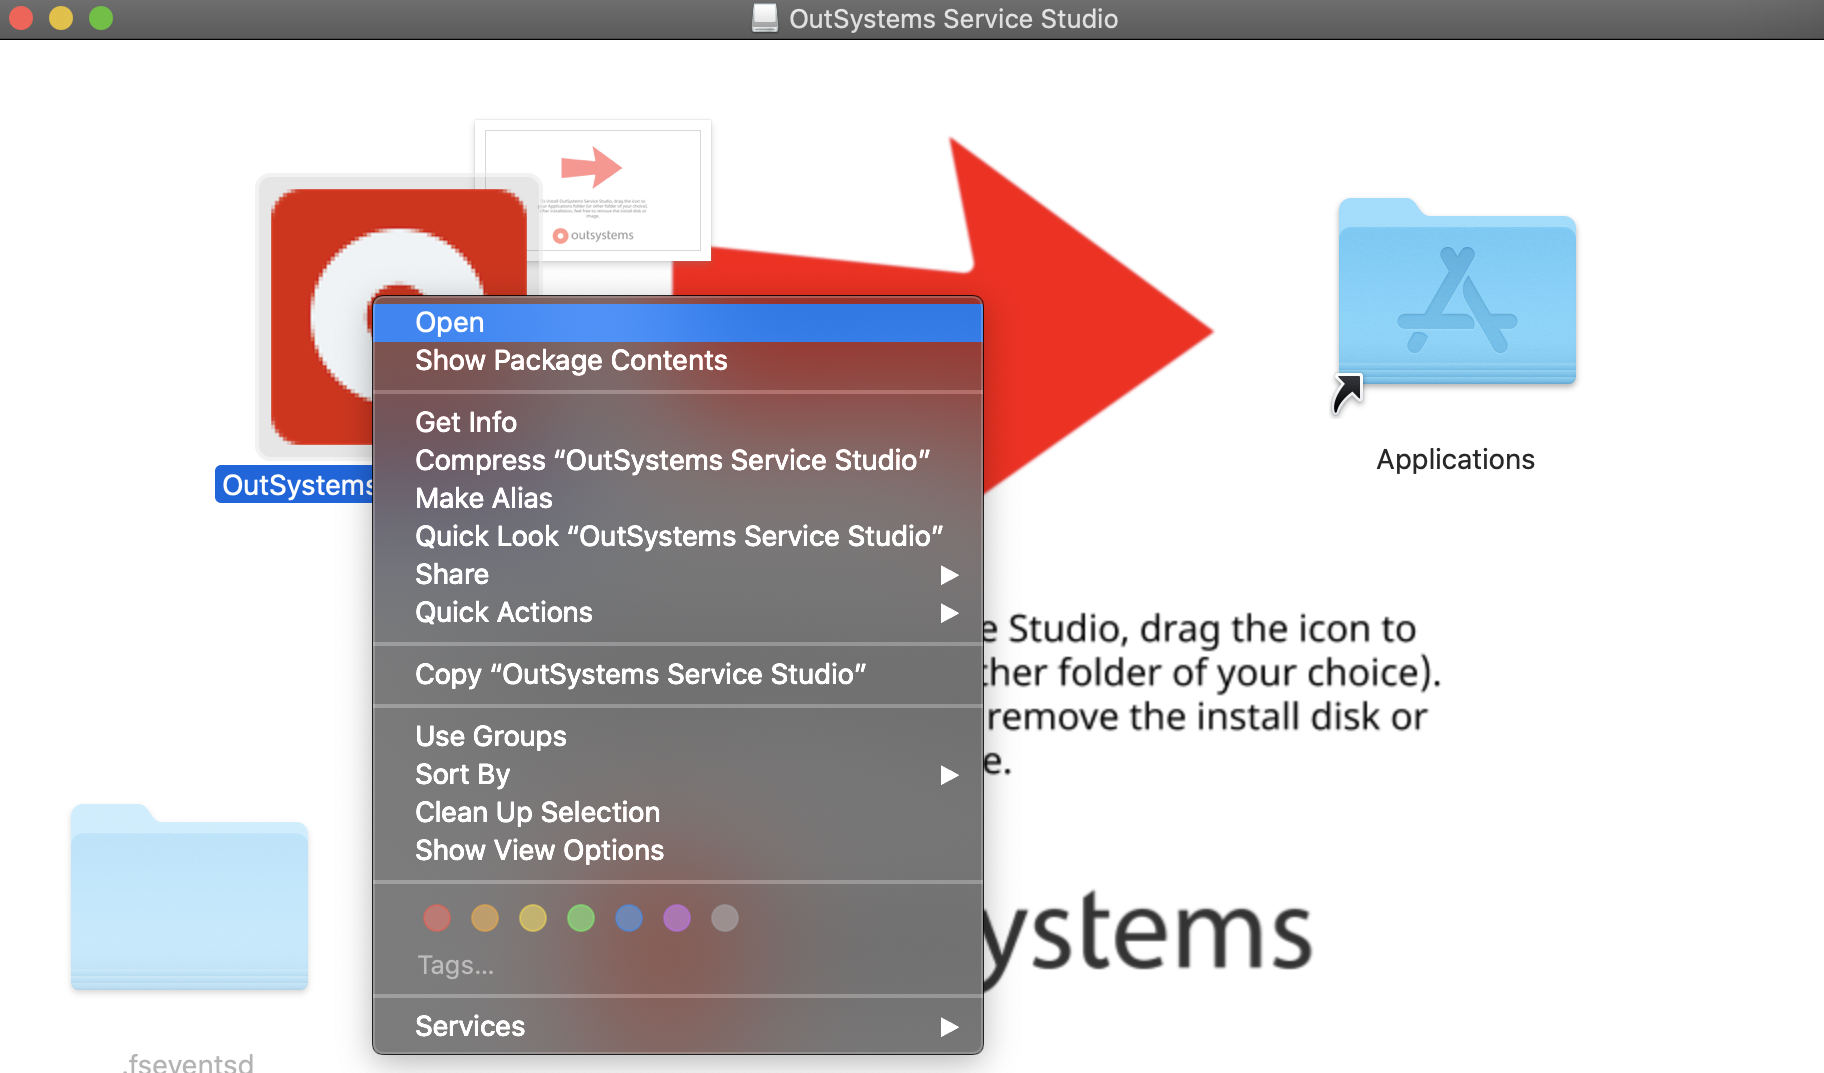 OutSystems Service Studio
outsystems
Open
Show Package Contents
Get Info
Compress “OutSystems Service Studio”
Make Alias
Quick Look “OutSystems Service Studio”
Share
Quick Actions
Copy “OutSystems Service Studio”
Use Groups
Sort By
Clean Up Selection
Show View Options
Tags...
Services
OutSystems
Applications
e Studio, drag the icon to
ther folder of your choice).
remove the install disk or
e.
ystems
.fseventsd